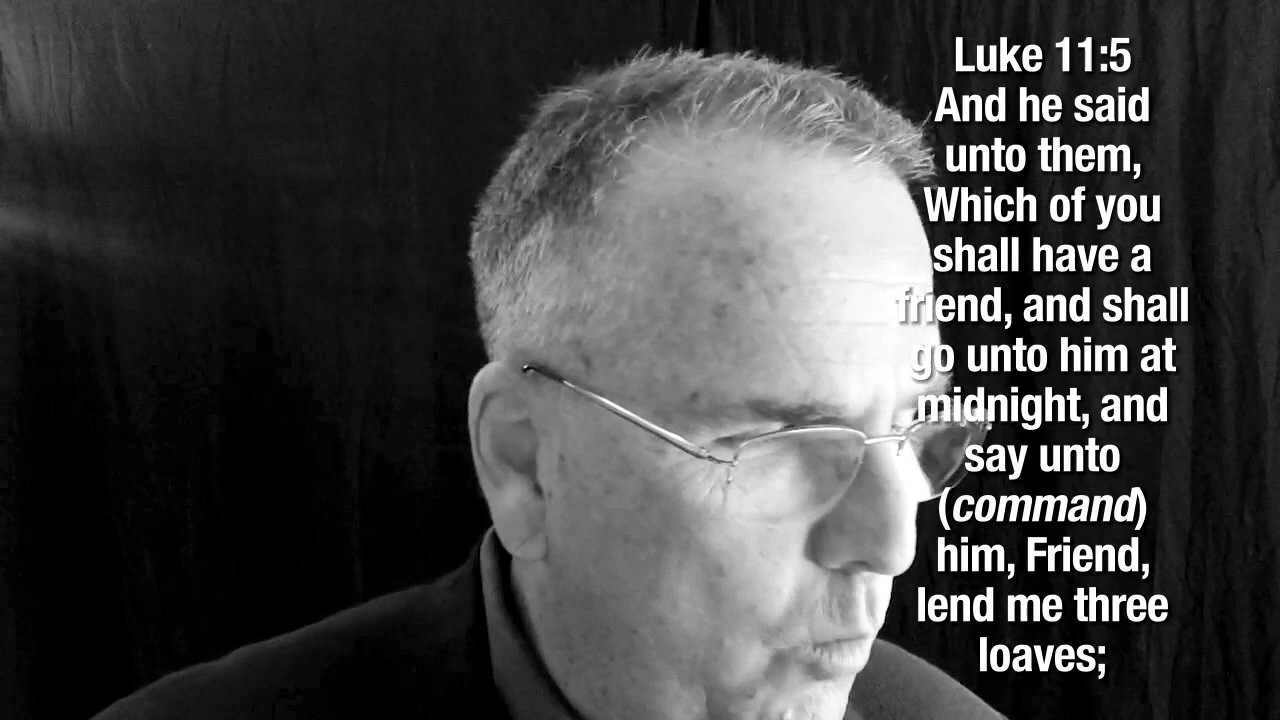 Luke 11:5
And he said
unto them,
Which of you
shall have a
friend, and shall
go unto him at
midnight, and
say unto
(command)
him, Friend,
lend me three
loaves;